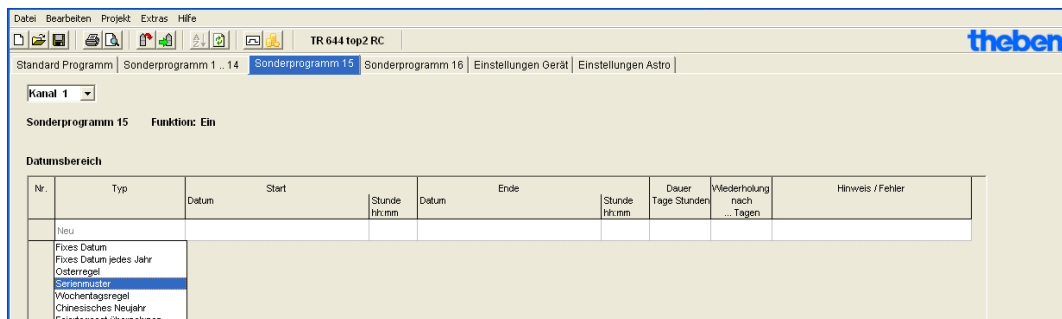 Datei Bearbeiten Projekt Extras Hilfe
TR 644 top2 RC
theben
Standard Programm Sonderprogramm 1 .. 14 Sonderprogramm 15 Sonderprogramm 16 Einstellungen Gerät Einstellungen Astro
Kanal 1
Sonderprogramm 15 Funktion: Ein
Datumsbereich
Nr. Typ Start Ende Dauer Wiederholung Hinweis / Fehler
Datum Stunde Datum Stunde Tage Stunden nach
hh:mm hh:mm ... Tagen
Neu
Fixes Datum
Fixes Datum jedes Jahr
Osterregel
Serienmuster
Wochentagsregel
Chinesisches Neujahr